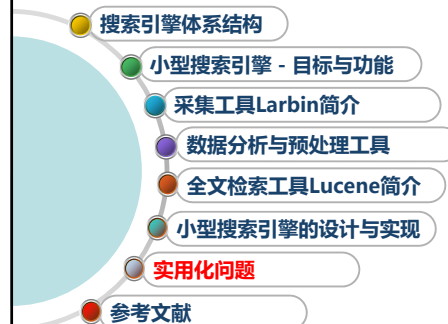 搜索引擎体系结构
小型搜索引擎 - 目标与功能
采集工具Larbin简介
数据分析与预处理工具
全文检索工具Lucene简介
小型搜索引擎的设计与实现
实用化问题
参考文献